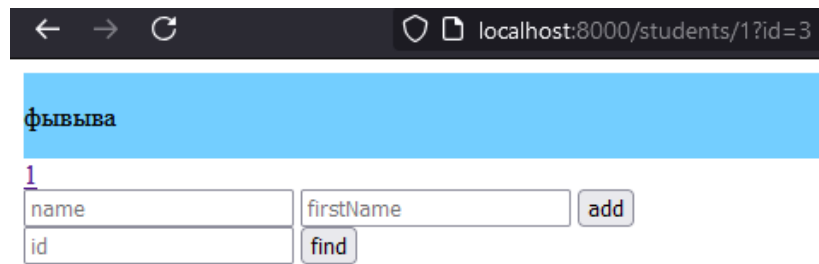 localhost:8000/students/1?id=3
фывыва
1
name firstName add
id find